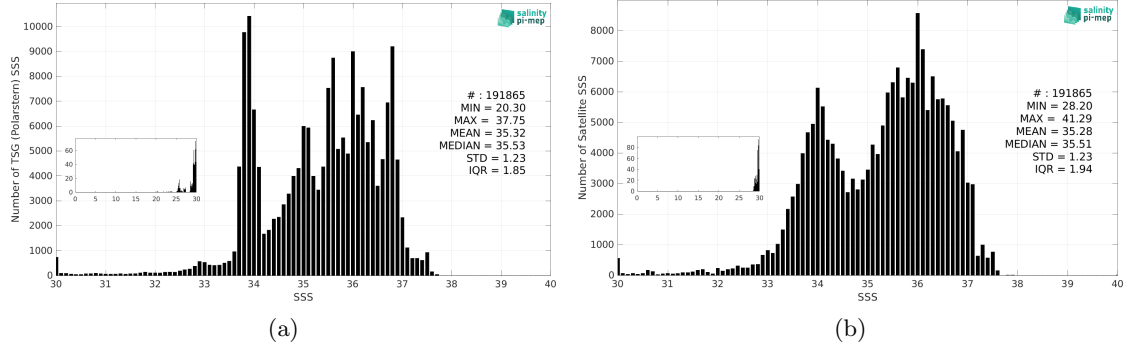 salinity
pi-mep
10000
9000
8000
7000
6000
5000
4000
3000
2000
1000
0
Number of TSG (Polarstern) SSS
# : 191865
MIN = 20.30
MAX = 37.75
MEAN = 35.32
MEDIAN = 35.53
STD = 1.23
IQR = 1.85
60
40
20
0
0 5 10 15 20 25 30
30 31 32 33 34 35 36 37 38 39 40
SSS
(a)
salinity
pi-mep
8000
7000
6000
5000
4000
3000
2000
1000
0
Number of Satellite SSS
# : 191865
MIN = 28.20
MAX = 41.29
MEAN = 35.28
MEDIAN = 35.51
STD = 1.23
IQR = 1.94
80
60
40
20
0
0 5 10 15 20 25 30
30 31 32 33 34 35 36 37 38 39 40
SSS
(b)